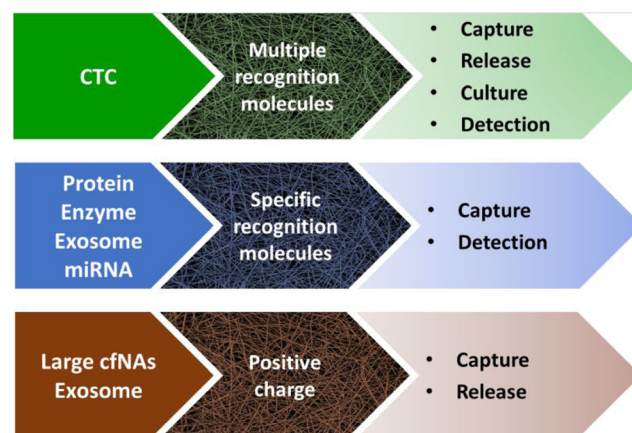 CTC
Multiple
recognition
molecules
• Capture
• Release
• Culture
• Detection
Protein
Enzyme
Exosome
miRNA
Specific
recognition
molecules
• Capture
• Detection
Large cfNAs
Exosome
Positive
charge
• Capture
• Release